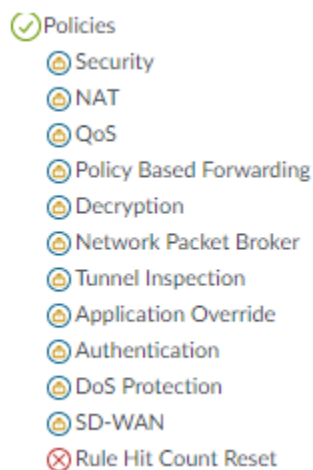 Policies
Security
NAT
QoS
Policy Based Forwarding
Decryption
Network Packet Broker
Tunnel Inspection
Application Override
Authentication
DoS Protection
SD-WAN
Rule Hit Count Reset